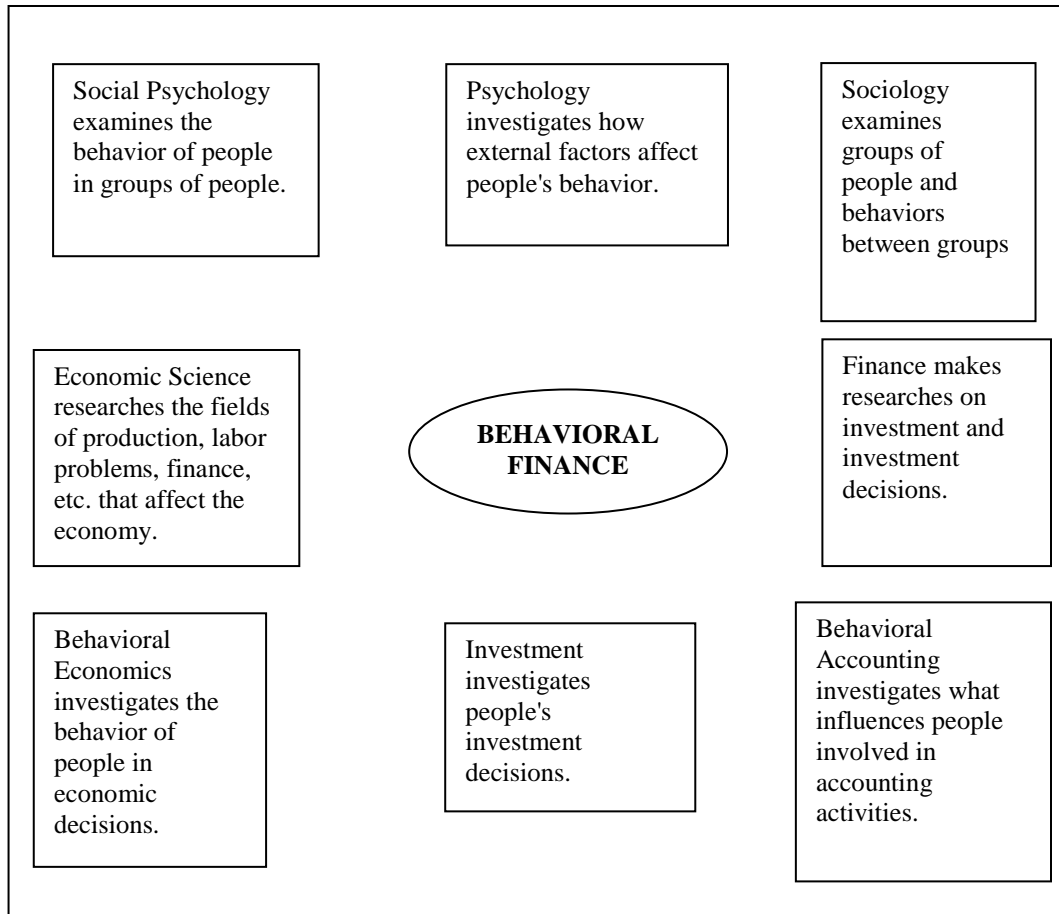 Social Psychology
examines the
behavior of people
in groups of people.
Psychology
investigates how
external factors affect
people's behavior.
Sociology
examines
groups of
people and
behaviors
between groups
Economic Science
researches the fields
of production, labor
problems, finance,
etc. that affect the
economy.
BEHAVIORAL
FINANCE
Finance makes
researches on
investment and
investment
decisions.
Behavioral
Economics
investigates the
behavior of
people in
economic
decisions.
Investment
investigates
people's
investment
decisions.
Behavioral
Accounting
investigates what
influences people
involved in
accounting
activities.